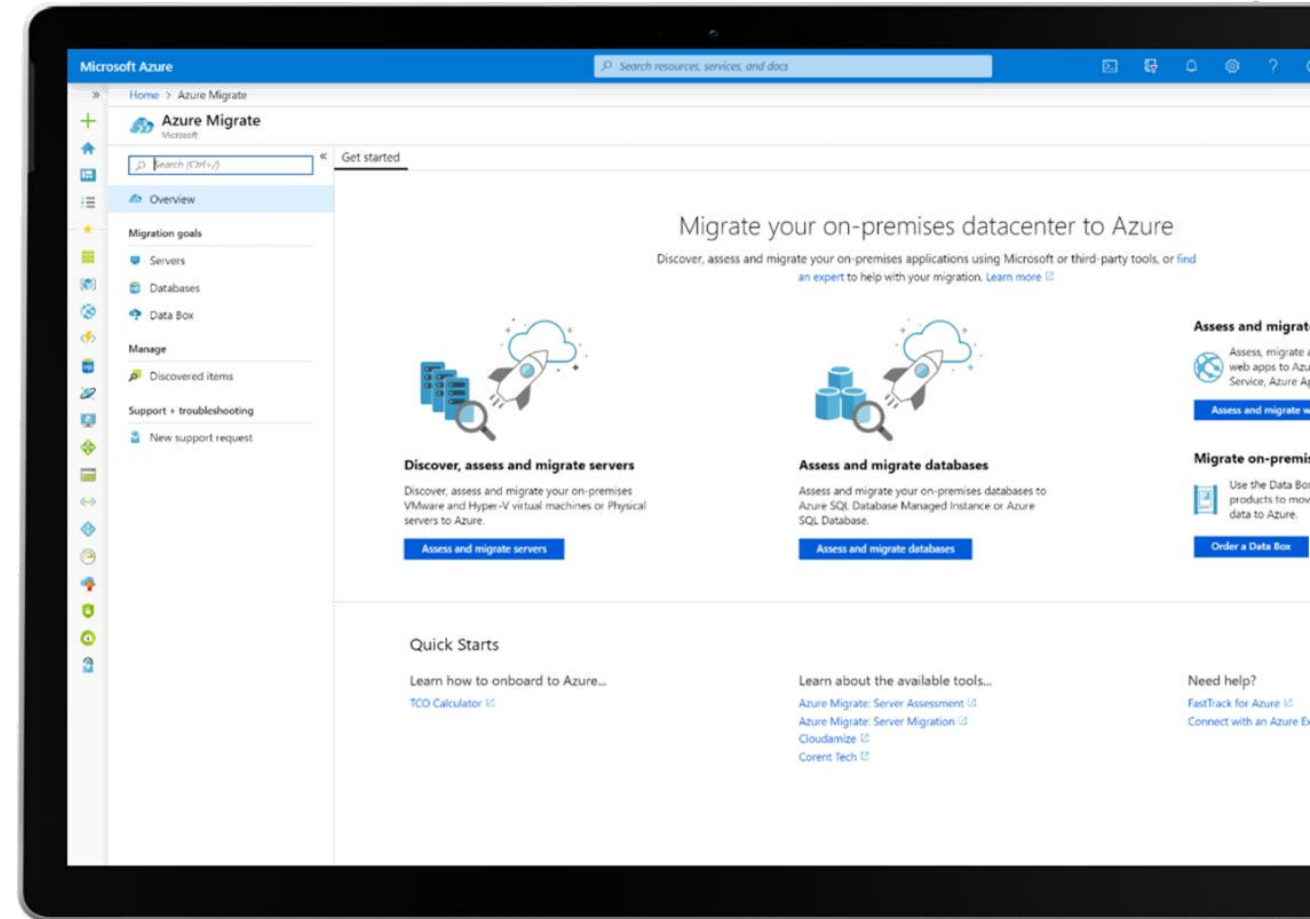 Microsoft Azure
Search resources, services, and docs
Home > Azure Migrate
Azure Migrate
Microsoft
Search (Ctrl+/)
Get started
Overview
Migration goals
Servers
Databases
Data Box
Manage
Discovered items
Support + troubleshooting
New support request
Migrate your on-premises datacenter to Azure
Discover, assess and migrate your on-premises applications using Microsoft or third-party tools, or find
an expert to help with your migration. Learn more
Discover, assess and migrate servers
Discover, assess and migrate your on-premises
VMware and Hyper-V virtual machines or Physical
servers to Azure.
Assess and migrate servers
Assess and migrate databases
Assess and migrate your on-premises databases to
Azure SQL Database Managed Instance or Azure
SQL Database.
Assess and migrate databases
Assess and migrate
Assess, migrate
web apps to
Service, Azure
Assess and migrate
Migrate
Use the Data
products to
data to Azure.
Order a Data Box
Quick Starts
Learn how to onboard to Azure...
TCO Calculator
Learn about the available tools...
Azure Migrate: Server Assessment
Azure Migrate: Server Migration
Cloudamize
Corent Tech
Need help?
FastTrack for Azure
Connect with an Azure